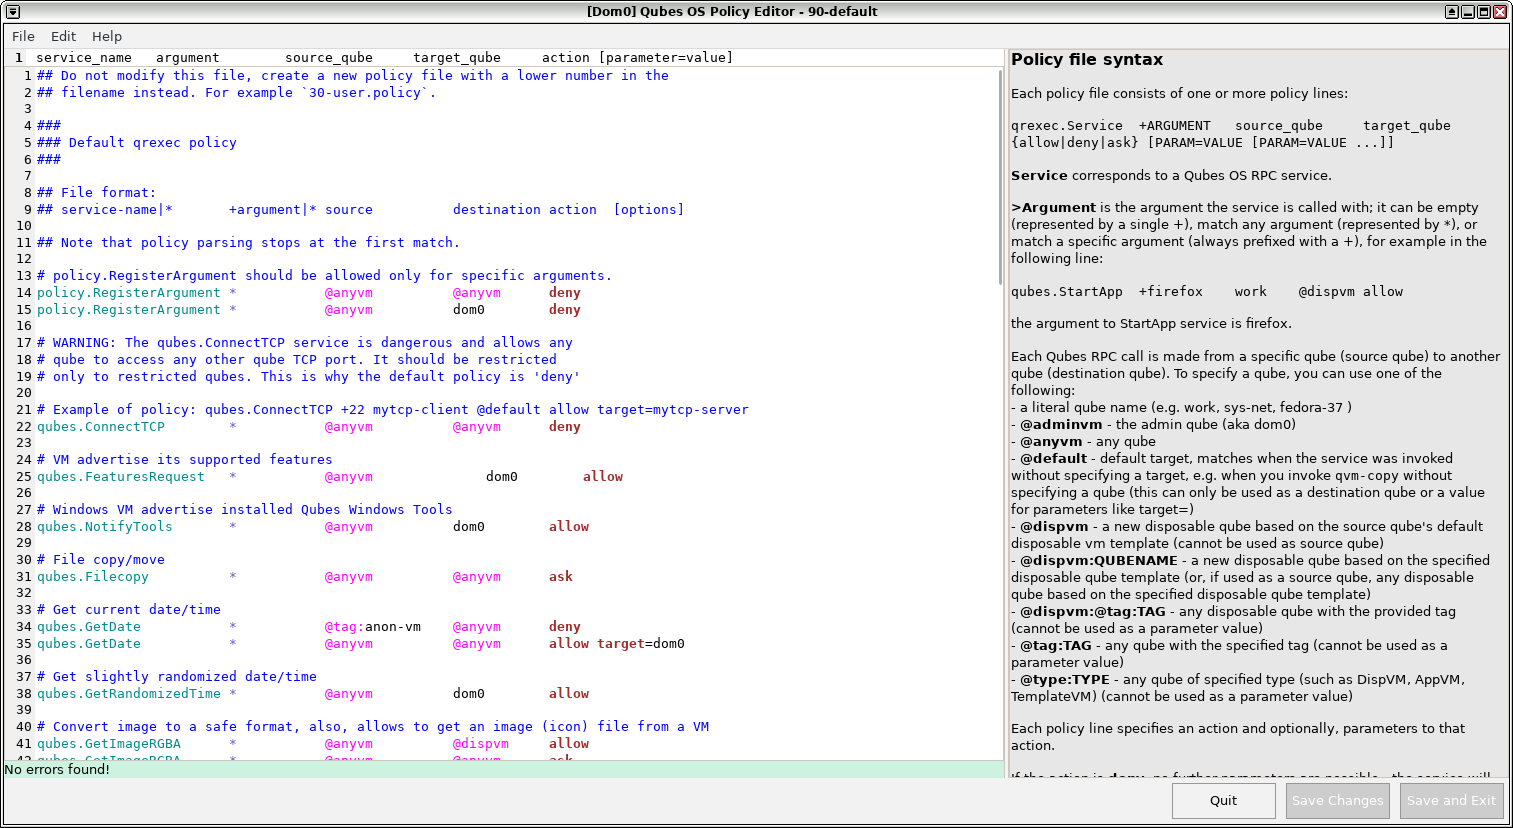 [Dom0] Qubes OS Policy Editor - 90-default
File Edit Help
1 service_name argument source_qube target_qube action [parameter=value]
1 ## Do not modify this file, create a new policy file with a lower number in the
2 ## filename instead. For example `30-user.policy`.
3
4 ###
5 ### Default qrexec policy
6 ###
7
8 ## File format:
9 ## service-name|* +argument|* source destination action [options]
10
11 ## Note that policy parsing stops at the first match.
12
13 # policy.RegisterArgument should be allowed only for specific arguments.
14 policy.RegisterArgument * @anyvm @anyvm deny
15 policy.RegisterArgument * @anyvm dom0 deny
16
17 # WARNING: The qubes.ConnectTCP service is dangerous and allows any
18 # qube to access any other qube TCP port. It should be restricted
19 # only to restricted qubes. This is why the default policy is 'deny'
20
21 # Example of policy: qubes.ConnectTCP +22 mytcp-client @default allow target=mytcp-server
22 qubes.ConnectTCP * @anyvm @anyvm deny
23
24 # VM advertise its supported features
25 qubes.FeaturesRequest * @anyvm dom0 allow
26
27 # Windows VM advertise installed Qubes Windows Tools
28 qubes.NotifyTools * @anyvm dom0 allow
29
30 # File copy/move
31 qubes.Filecopy * @anyvm @anyvm ask
32
33 # Get current date/time
34 qubes.GetDate * @tag:anon-vm @anyvm deny
35 qubes.GetDate * @anyvm @anyvm allow target=dom0
36
37 # Get slightly randomized date/time
38 qubes.GetRandomizedTime * @anyvm dom0 allow
39
40 # Convert image to a safe format, also, allows to get an image (icon) file from a VM
41 qubes.GetImageRGBA * @anyvm @dispvm allow
42 qubes.GetImageRGBA * @anyvm @anyvm ask
No errors found!
Policy file syntax
Each policy file consists of one or more policy lines:
qrexec.Service +ARGUMENT source_qube target_qube
{allow|deny|ask} [PARAM=VALUE [PARAM=VALUE ...]]
Service corresponds to a Qubes OS RPC service.
>Argument is the argument the service is called with; it can be empty
(represented by a single +), match any argument (represented by *), or
match a specific argument (always prefixed with a +), for example in the
following line:
qubes.StartApp +firefox work @dispvm allow
the argument to StartApp service is firefox.
Each Qubes RPC call is made from a specific qube (source qube) to another
qube (destination qube). To specify a qube, you can use one of the
following:
- a literal qube name (e.g. work, sys-net, fedora-37 )
- @adminvm - the admin qube (aka dom0)
- @anyvm - any qube
- @default - default target, matches when the service was invoked
without specifying a target, e.g. when you invoke qvm-copy without
specifying a qube (this can only be used as a destination qube or a value
for parameters like target=)
- @dispvm - a new disposable qube based on the source qube's default
disposable vm template (cannot be used as source qube)
- @dispvm:QUBENAME - a new disposable qube based on the specified
disposable qube template (or, if used as a source qube, any disposable
qube based on the specified disposable qube template)
- @dispvm:@tag:TAG - any disposable qube with the provided tag
(cannot be used as a parameter value)
- @tag:TAG - any qube with the specified tag (cannot be used as a
parameter value)
- @type:TYPE - any qube of specified type (such as DispVM, AppVM,
TemplateVM) (cannot be used as a parameter value)
Each policy line specifies an action and optionally, parameters to that
action.
If the action is deny, no further parameters are possible - the service will
Quit Save Changes Save and Exit